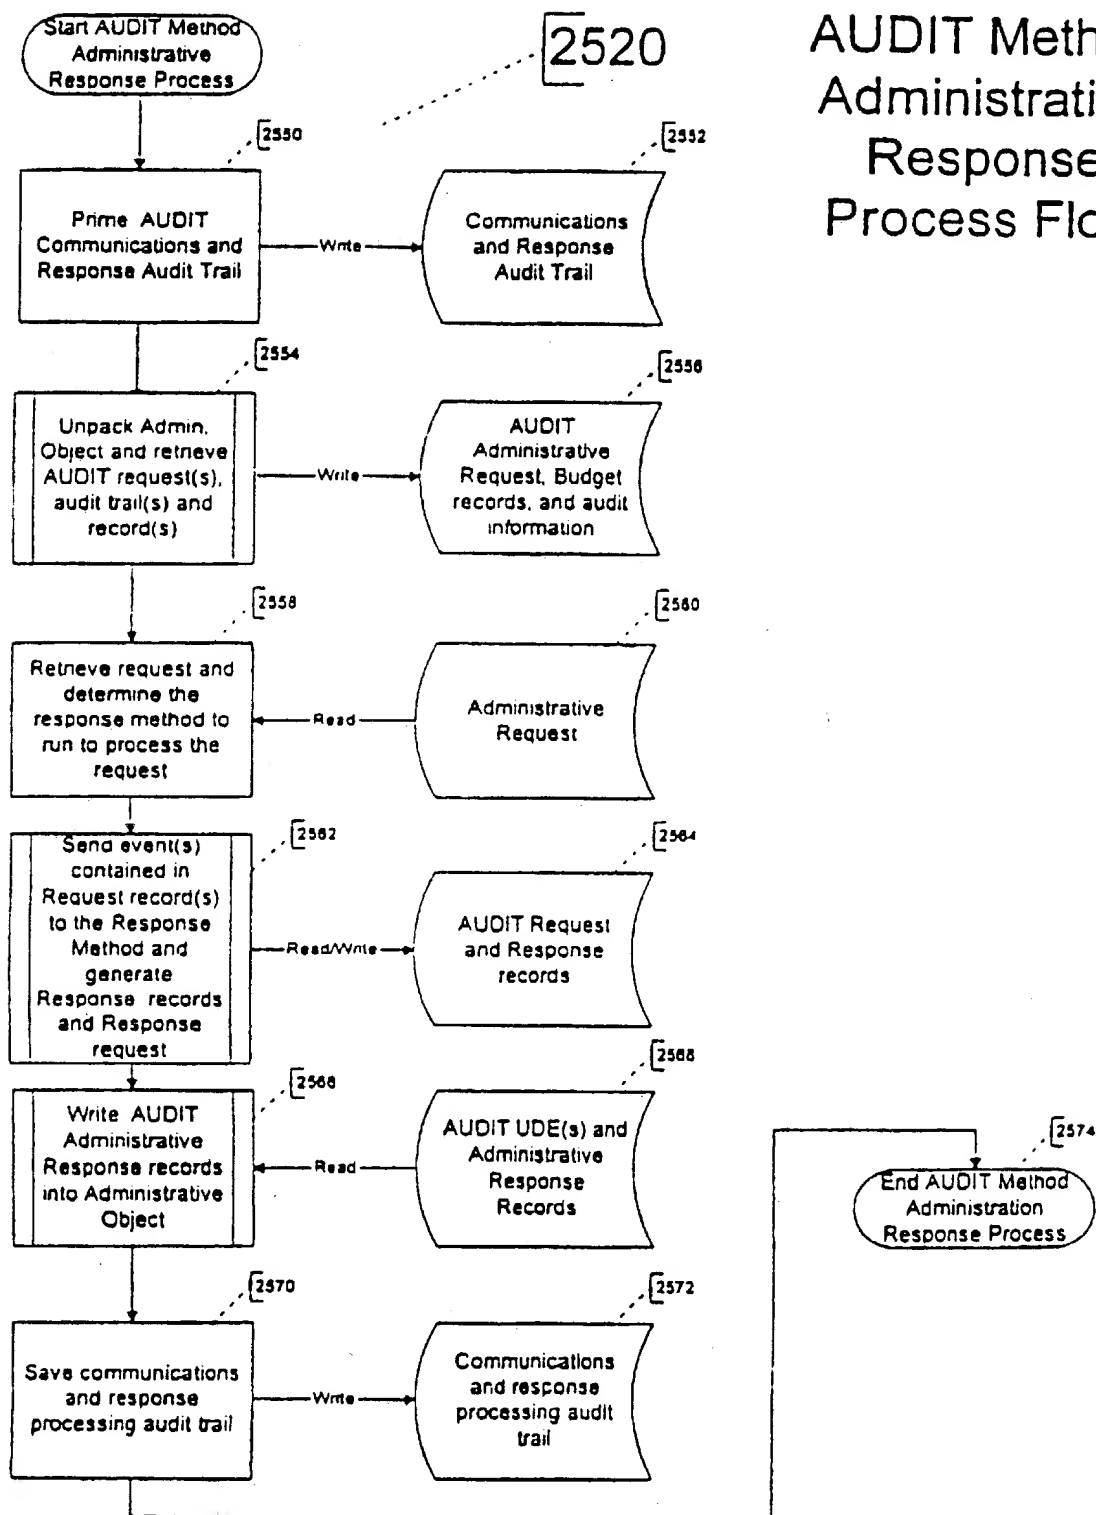 Start AUDIT Method
Administrative
Response Process
2520
AUDIT Meth
Administrati
Response
Process Flo
2550
Prime AUDIT
Communications and
Response Audit Trail
Write
2552
Communications
and Response
Audit Trail
2554
Unpack Admin.
Object and retrieve
AUDIT request(s),
audit trail(s) and
record(s)
Write
2556
AUDIT
Administrative
Request, Budget
records, and audit
information
2558
Retrieve request and
determine the
response method to
run to process the
request
Read
2560
Administrative
Request
2562
Send event(s)
contained in
Request record(s)
to the Response
Method and
generate
Response records
and Response
request
Read/Write
2564
AUDIT Request
and Response
records
2568
Write AUDIT
Administrative
Response records
into Administrative
Object
Read
2568
AUDIT UDE(s) and
Administrative
Response
Records
2570
Save communications
and response
processing audit trail
Write
2572
Communications
and response
processing audit
trail
2574
End AUDIT Method
Administration
Response Process